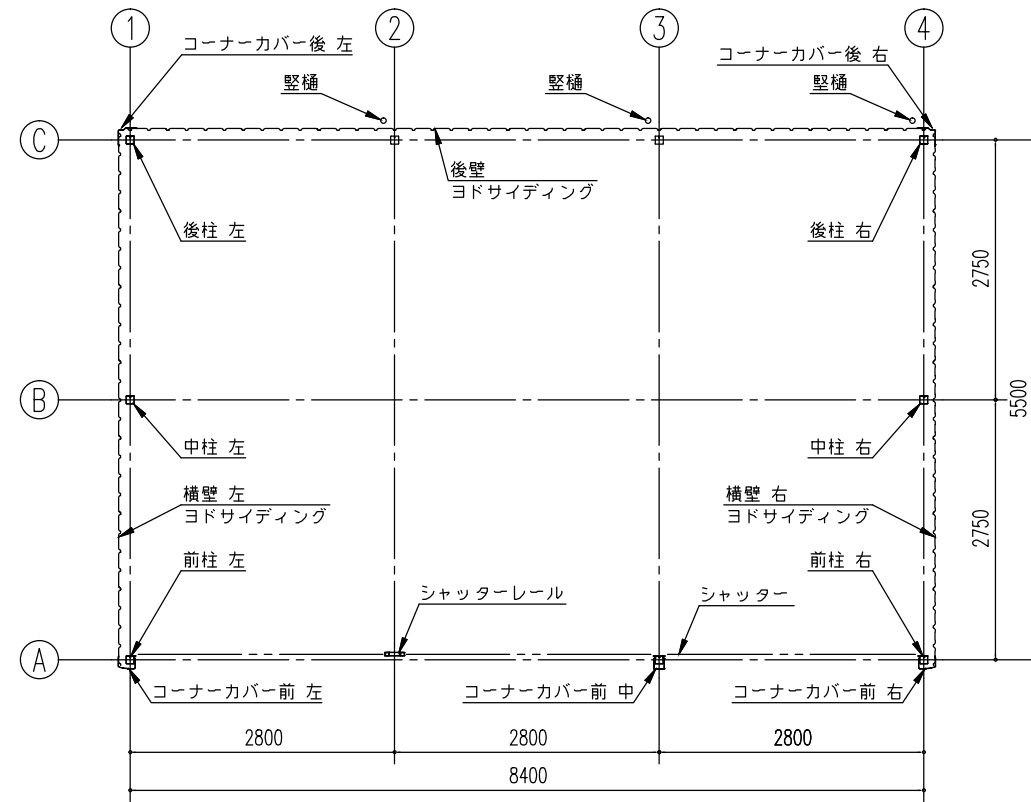 1
2
3
4
コーナーカバー後 左
コーナーカバー後 右
竪樋
竪樋
竪樋
C
後壁
ヨドサイディング
後柱 左
後柱 右
2750
B
5500
中柱 左
中柱 右
横壁 左
ヨドサイディング
横壁 右
ヨドサイディング
2750
前柱 左
前柱 右
シャッターレール
シャッター
A
コーナーカバー前 左
コーナーカバー前 中
コーナーカバー前 右
2800
2800
2800
8400